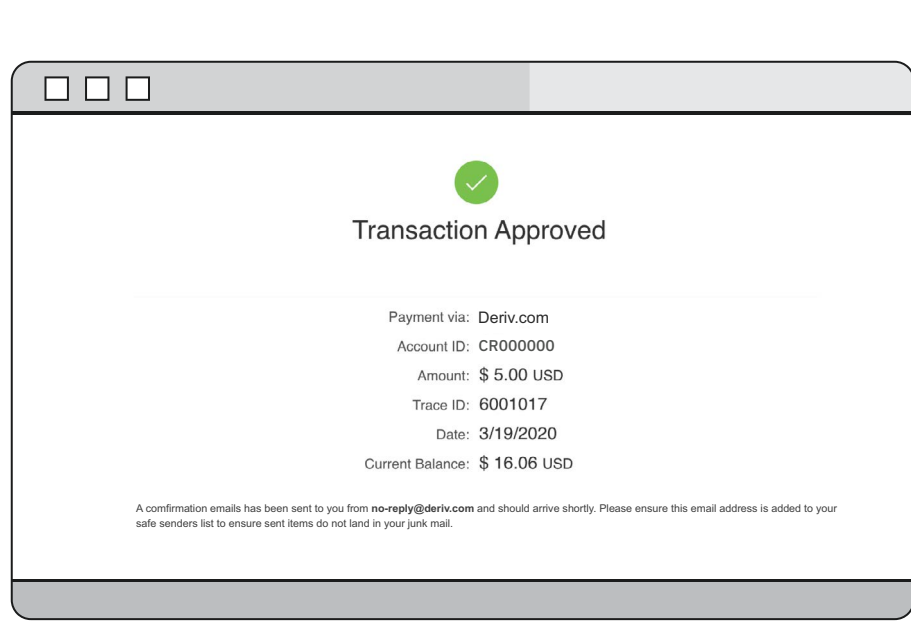 Transaction Approved
Payment via: Deriv.com
Account ID: CR000000
Amount: $ 5.00 USD
Trace ID: 6001017
Date: 3/19/2020
Current Balance: $ 16.06 USD
A comfirmation emails has been sent to you from no-reply@deriv.com and should arrive shortly. Please ensure this email address is added to your
safe senders list to ensure sent items do not land in your junk mail.